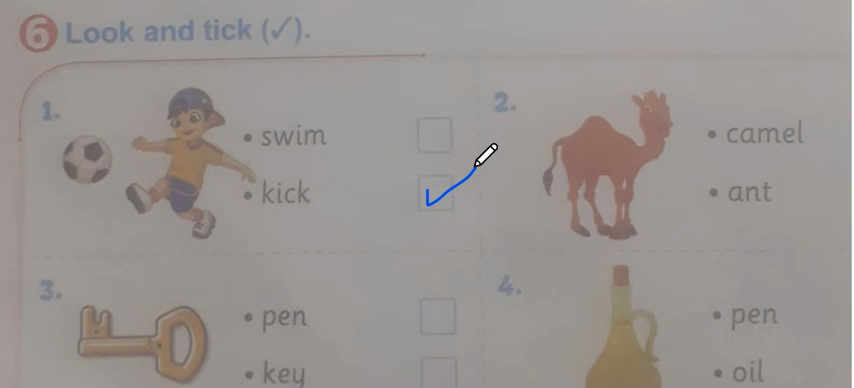 6 Look and tick (✓).
1.
• swim
• kick
2.
• camel
• ant
3.
• pen
• key
4.
• pen
• oil